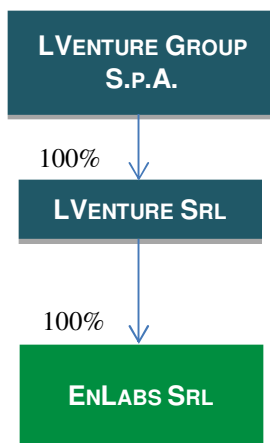 LVENTURE GROUP
S.P.A.
100%
LVENTURE SRL
100%
ENLABS SRL